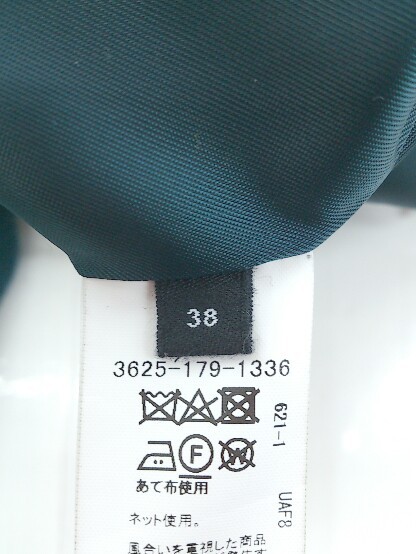 38
3625-179-1336
621-1
F
W
あて布使用
UAF8
ネット使用。
風合いを重視した商品